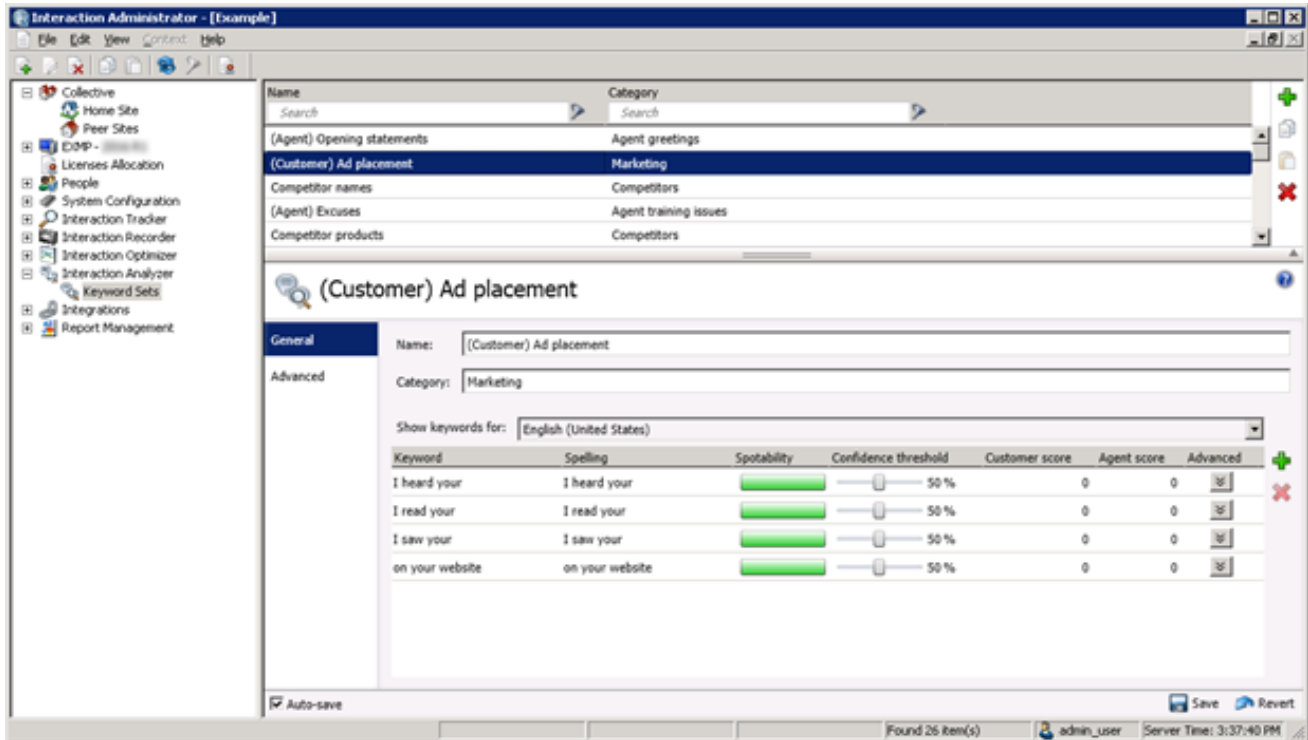 Interaction Administrator - [Example]
File Edit View Context Help
Collective
Home Site
Peer Sites
EXMP -
Licenses Allocation
People
System Configuration
Interaction Tracker
Interaction Recorder
Interaction Optimizer
Interaction Analyzer
Keyword Sets
Integrations
Report Management
Name Category
Search Search
(Agent) Opening statements Agent greetings
(Customer) Ad placement Marketing
Competitor names Competitors
(Agent) Excuses Agent training issues
Competitor products Competitors
(Customer) Ad placement
General
Advanced
Name: (Customer) Ad placement
Category: Marketing
Show keywords for: English (United States)
Keyword Spelling Spotability Confidence threshold Customer score Agent score Advanced
I heard your I heard your 50 % 0 0
I read your I read your 50 % 0 0
I saw your I saw your 50 % 0 0
on your website on your website 50 % 0 0
Auto-save Save Revert
Found 26 item(s) admin_user Server Time: 3:37:40 PM